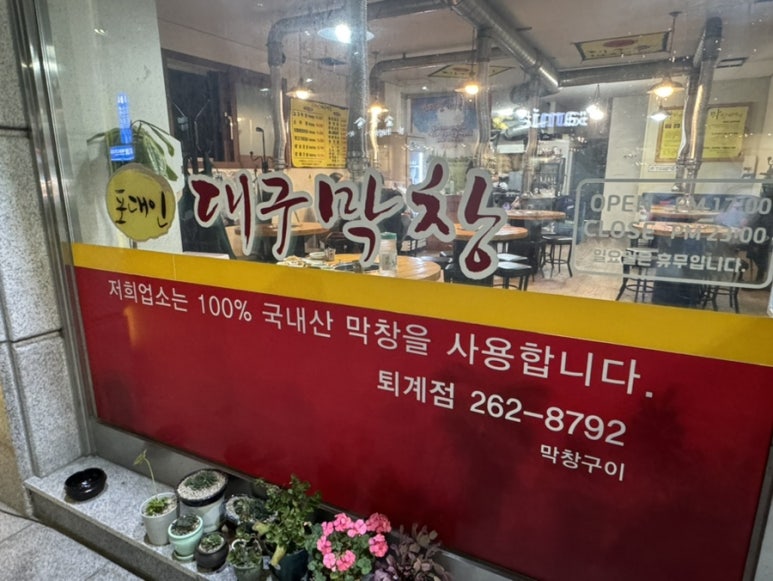 포대인
대구막창
OPEN PM 17:00
CLOSE PM 23:00
일요일은 휴무입니다
저희업소는 100% 국내산 막창을 사용합니다.
퇴계점 262-8792
막창구이